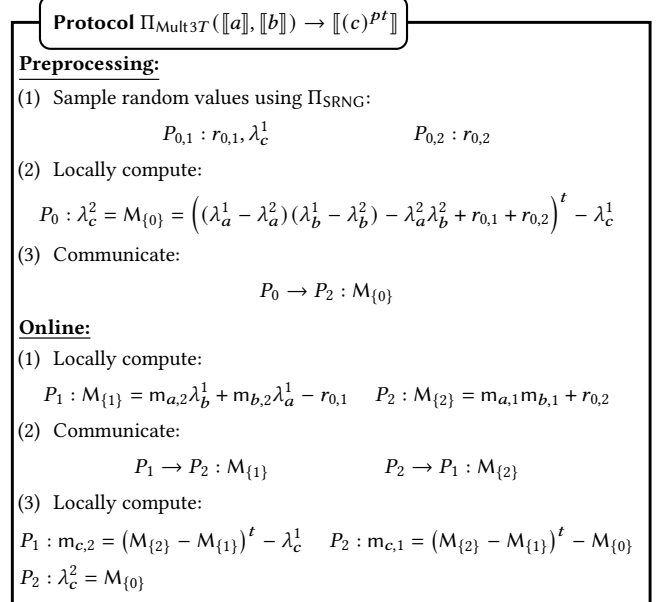 Protocol Π_Mult3T(⟦a⟧, ⟦b⟧) → ⟦(c)^{pt}⟧
Preprocessing:
(1) Sample random values using Π_SRNG:
P_{0,1} : r_{0,1}, λ_c^1 P_{0,2} : r_{0,2}
(2) Locally compute:
P_0 : λ_c^2 = M_{{0}} = ((λ_a^1 − λ_a^2)(λ_b^1 − λ_b^2) − λ_a^2 λ_b^2 + r_{0,1} + r_{0,2})^t − λ_c^1
(3) Communicate:
P_0 → P_2 : M_{{0}}
Online:
(1) Locally compute:
P_1 : M_{{1}} = m_{a,2} λ_b^1 + m_{b,2} λ_a^1 − r_{0,1} P_2 : M_{{2}} = m_{a,1} m_{b,1} + r_{0,2}
(2) Communicate:
P_1 → P_2 : M_{{1}} P_2 → P_1 : M_{{2}}
(3) Locally compute:
P_1 : m_{c,2} = (M_{{2}} − M_{{1}})^t − λ_c^1 P_2 : m_{c,1} = (M_{{2}} − M_{{1}})^t − M_{{0}}
P_2 : λ_c^2 = M_{{0}}